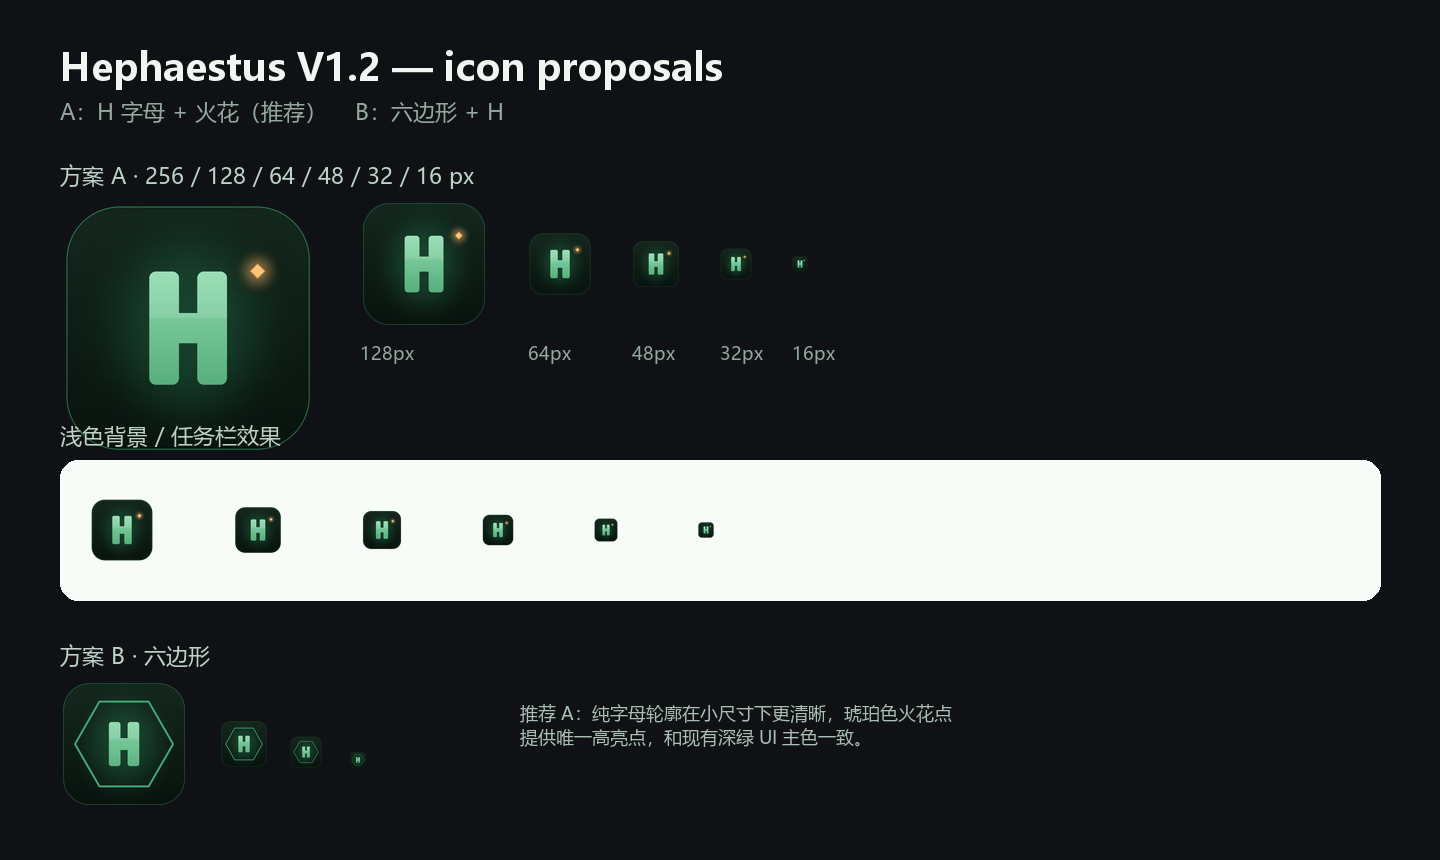 Hephaestus V1.2 — icon proposals
A：H 字母 + 火花（推荐）　B：六边形 + H
方案 A · 256 / 128 / 64 / 48 / 32 / 16 px
H
H
H
H
H
H
128px
64px
48px
32px
16px
浅色背景 / 任务栏效果
H
H
H
H
H
H
方案 B · 六边形
H
H
H
H
推荐 A：纯字母轮廓在小尺寸下更清晰，琥珀色火花点
提供唯一高亮点，和现有深绿 UI 主色一致。